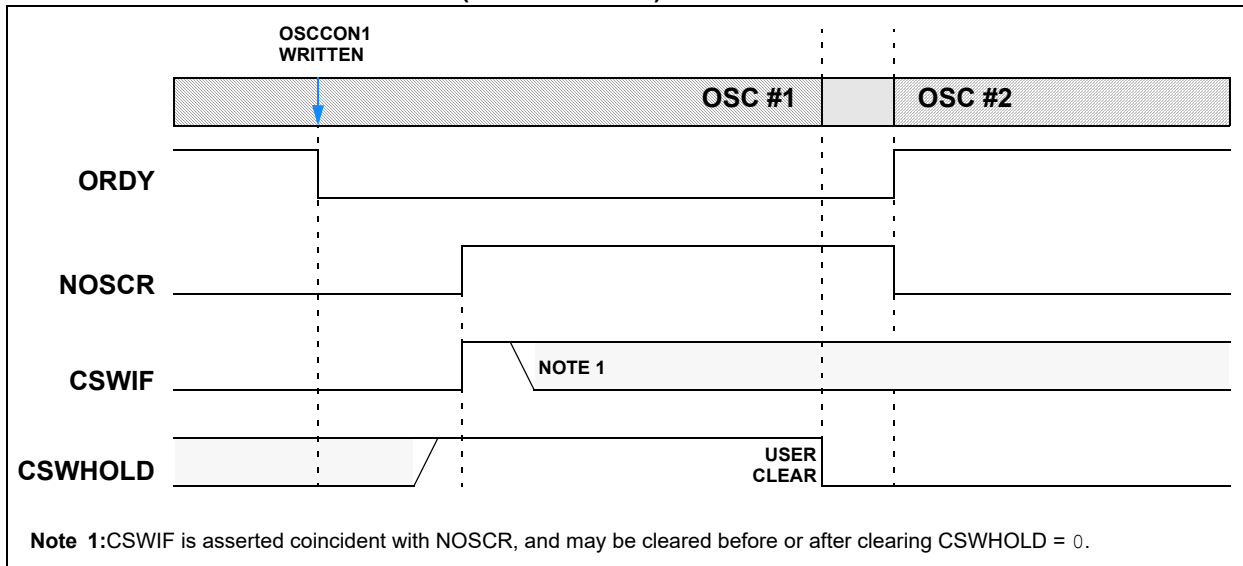 OSCCON1
WRITTEN
OSC #1
OSC #2
ORDY
NOSCR
CSWIF
NOTE 1
CSWHOLD
USER
CLEAR
Note 1:CSWIF is asserted coincident with NOSCR, and may be cleared before or after clearing CSWHOLD = 0.